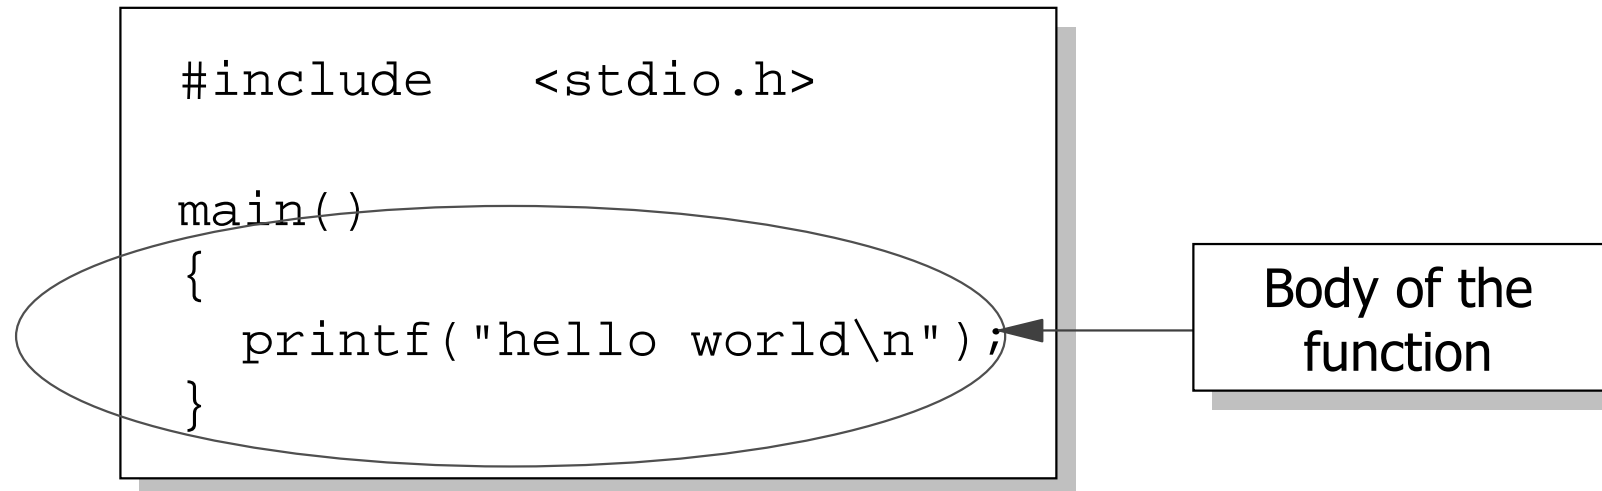 #include   <stdio.h>
main()
{
  printf("hello world\n");
}
Body of the
function